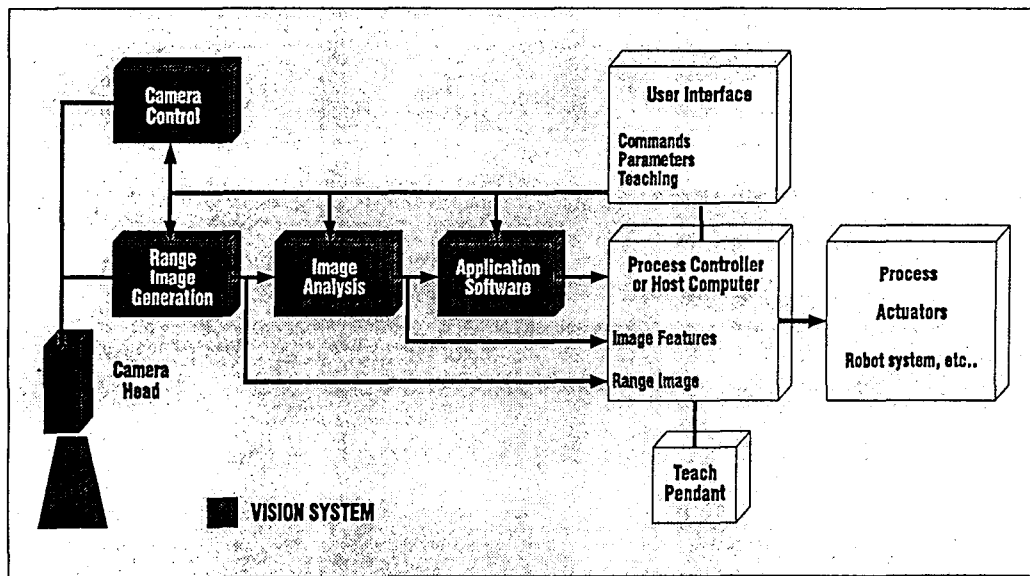 Camera
Control
User Interface
Commands
Parameters
Teaching
Range
Image
Generation
Image
Analysis
Application
Software
Process Controller
or Host Computer
Image Features
Range Image
Process
Actuators
Robot system, etc..
Camera
Head
Teach
Pendant
VISION SYSTEM